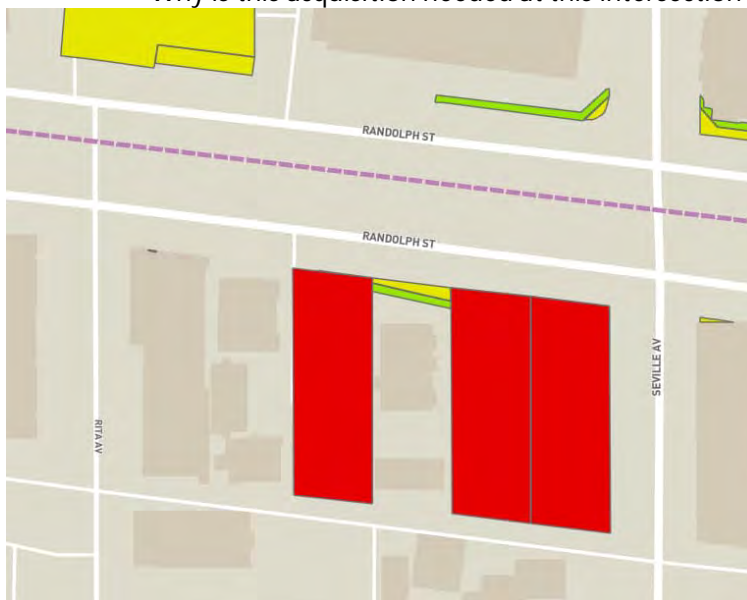 Why is this acquisition needed at this intersection
RANDOLPH ST
RANDOLPH ST
SEVILLE AV
RITA AV